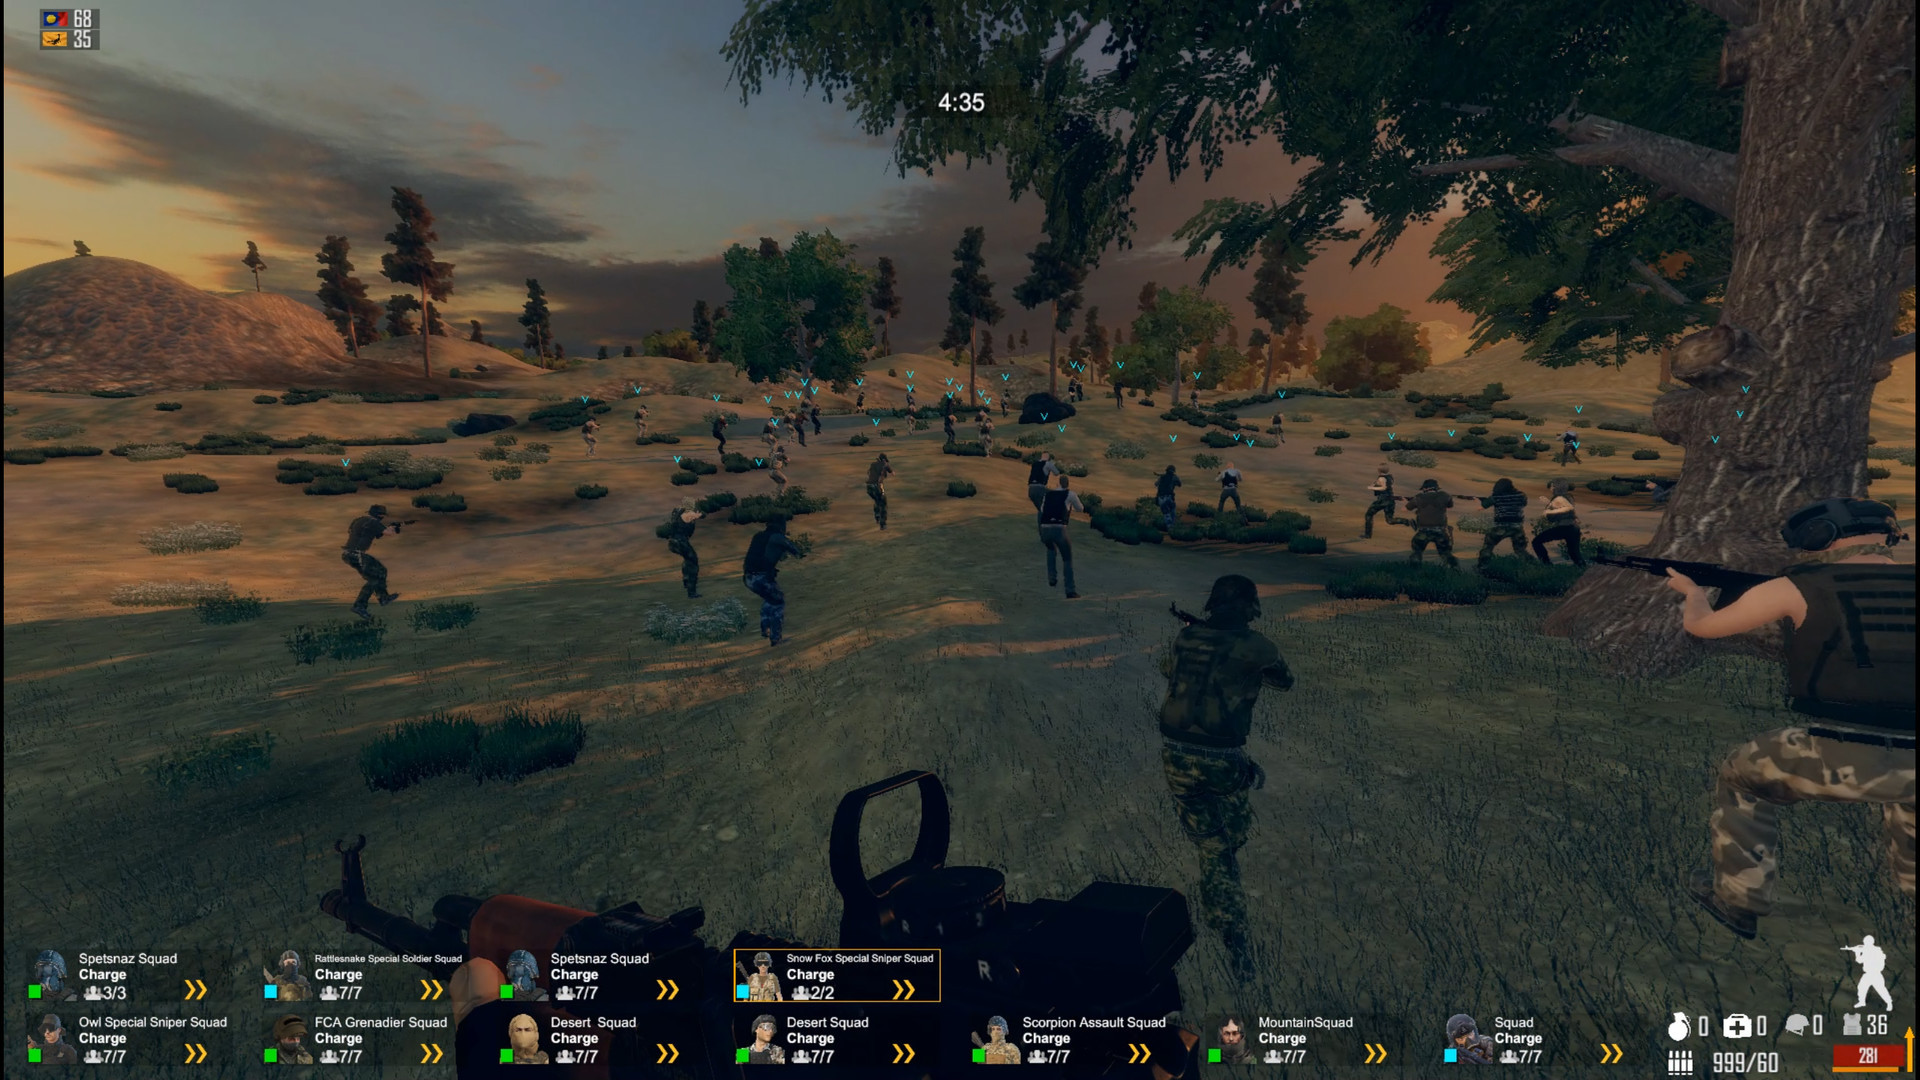 68
35
4:35
Spetsnaz Squad
Charge
3/3
Rattlesnake Special Soldier Squad
Charge
7/7
Spetsnaz Squad
Charge
7/7
Snow Fox Special Sniper Squad
Charge
2/2
Owl Special Sniper Squad
Charge
7/7
FCA Grenadier Squad
Charge
7/7
Desert Squad
Charge
7/7
Desert Squad
Charge
7/7
Scorpion Assault Squad
Charge
7/7
MountainSquad
Charge
7/7
Squad
Charge
7/7
0 0 0 36
999/60
281
R
R